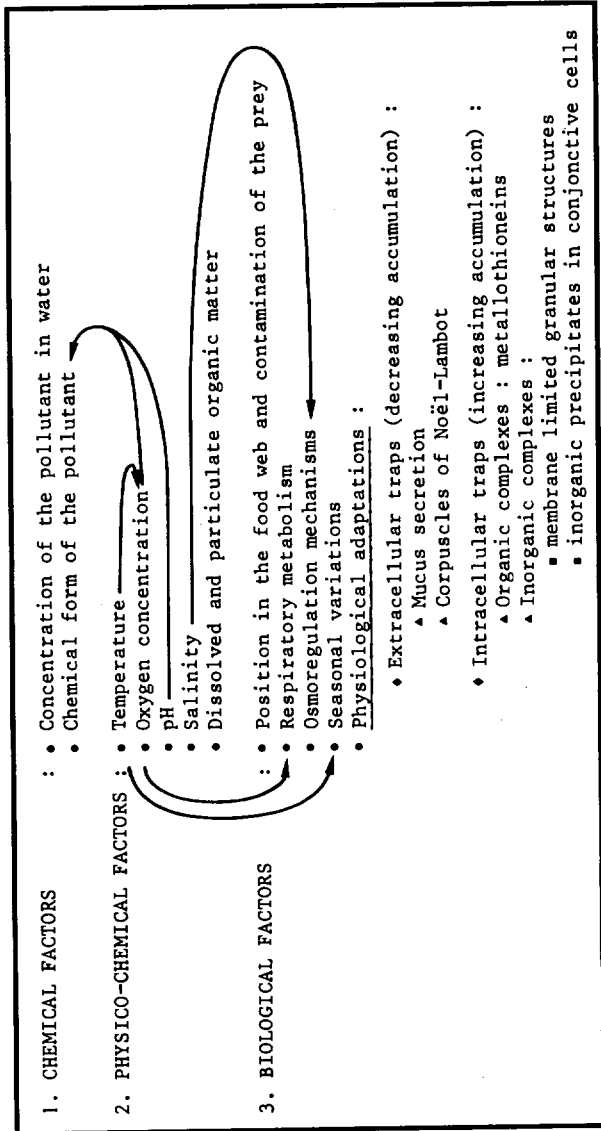 1. CHEMICAL FACTORS : • Concentration of the pollutant in water
• Chemical form of the pollutant
2. PHYSICO-CHEMICAL FACTORS : • Temperature
• Oxygen concentration
• pH
• Salinity
• Dissolved and particulate organic matter
3. BIOLOGICAL FACTORS : • Position in the food web and contamination of the prey
• Respiratory metabolism
• Osmoregulation mechanisms
• Seasonal variations
• Physiological adaptations :
♦ Extracellular traps (decreasing accumulation) :
▲ Mucus secretion
▲ Corpuscles of Noël-Lambot
♦ Intracellular traps (increasing accumulation) :
▲ Organic complexes : metallothioneins
▲ Inorganic complexes :
■ membrane limited granular structures
■ inorganic precipitates in conjonctive cells